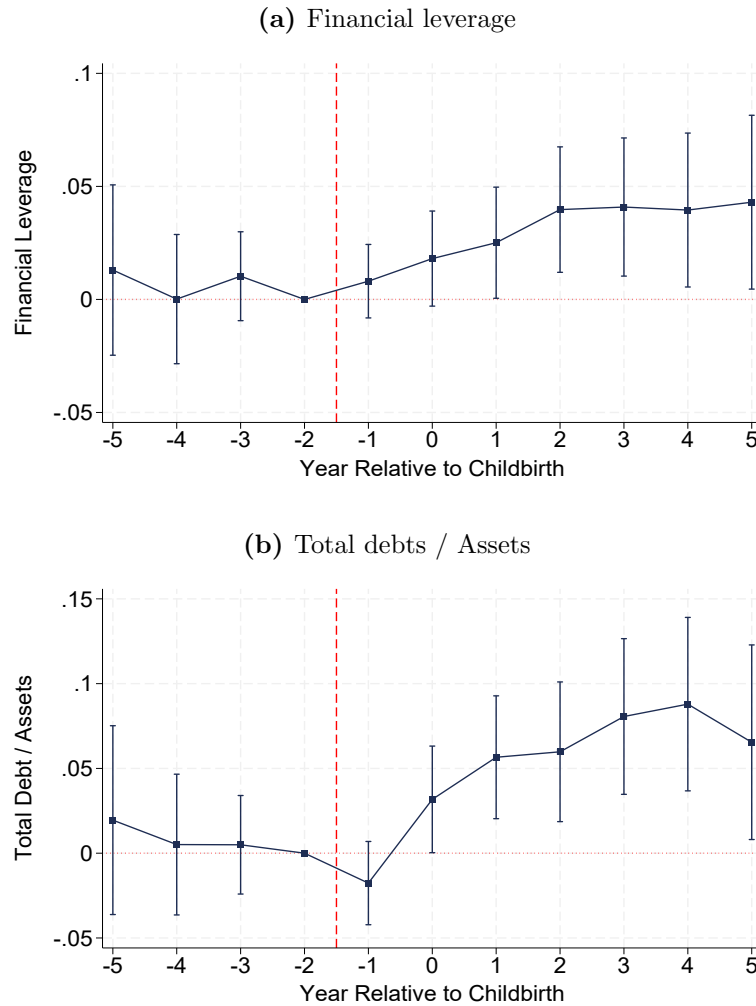 (a) Financial leverage
.1
.05
0
-.05
Financial Leverage
-5 -4 -3 -2 -1 0 1 2 3 4 5
Year Relative to Childbirth
(b) Total debts / Assets
.15
.1
.05
0
-.05
Total Debt / Assets
-5 -4 -3 -2 -1 0 1 2 3 4 5
Year Relative to Childbirth